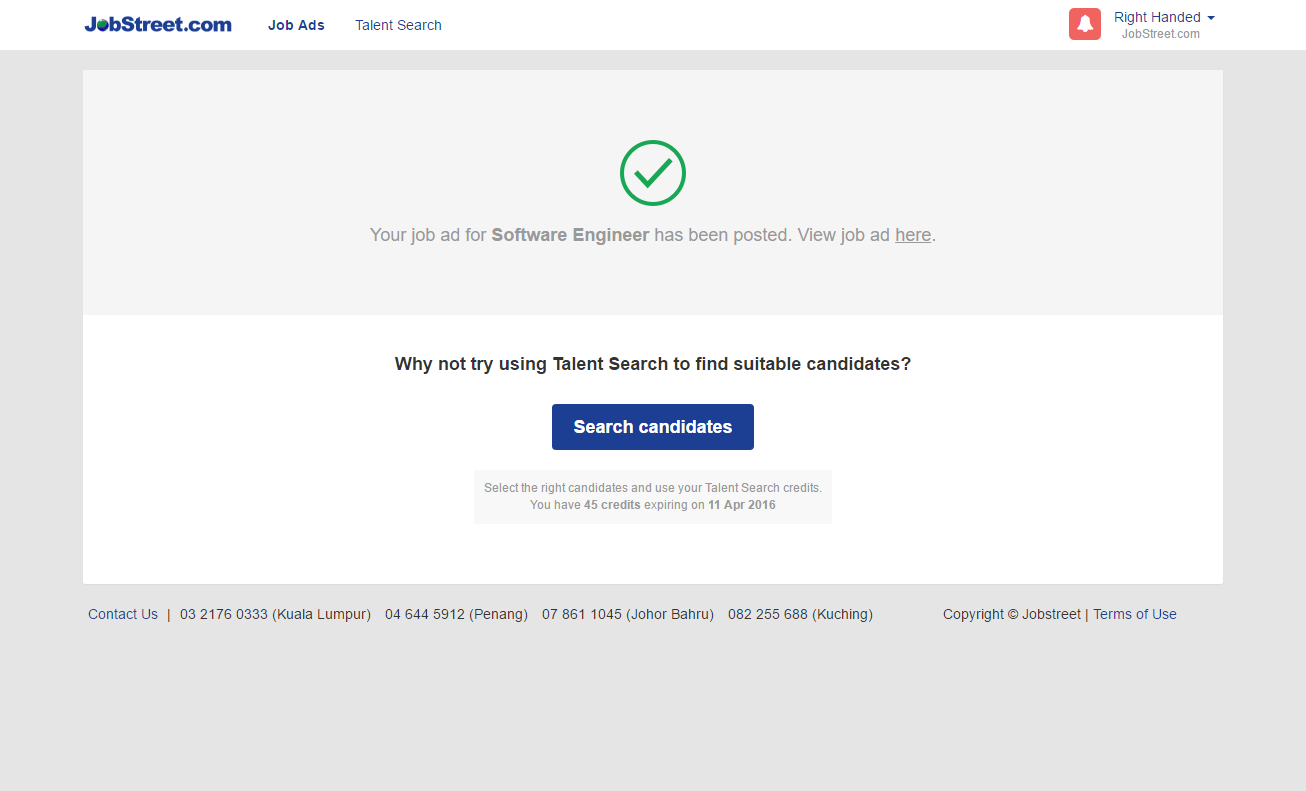 JobStreet.com
Job Ads
Talent Search
Right Handed
JobStreet.com
Your job ad for Software Engineer has been posted. View job ad here.
Why not try using Talent Search to find suitable candidates?
Search candidates
Select the right candidates and use your Talent Search credits.
You have 45 credits expiring on 11 Apr 2016
Contact Us | 03 2176 0333 (Kuala Lumpur) 04 644 5912 (Penang) 07 861 1045 (Johor Bahru) 082 255 688 (Kuching)
Copyright © Jobstreet | Terms of Use